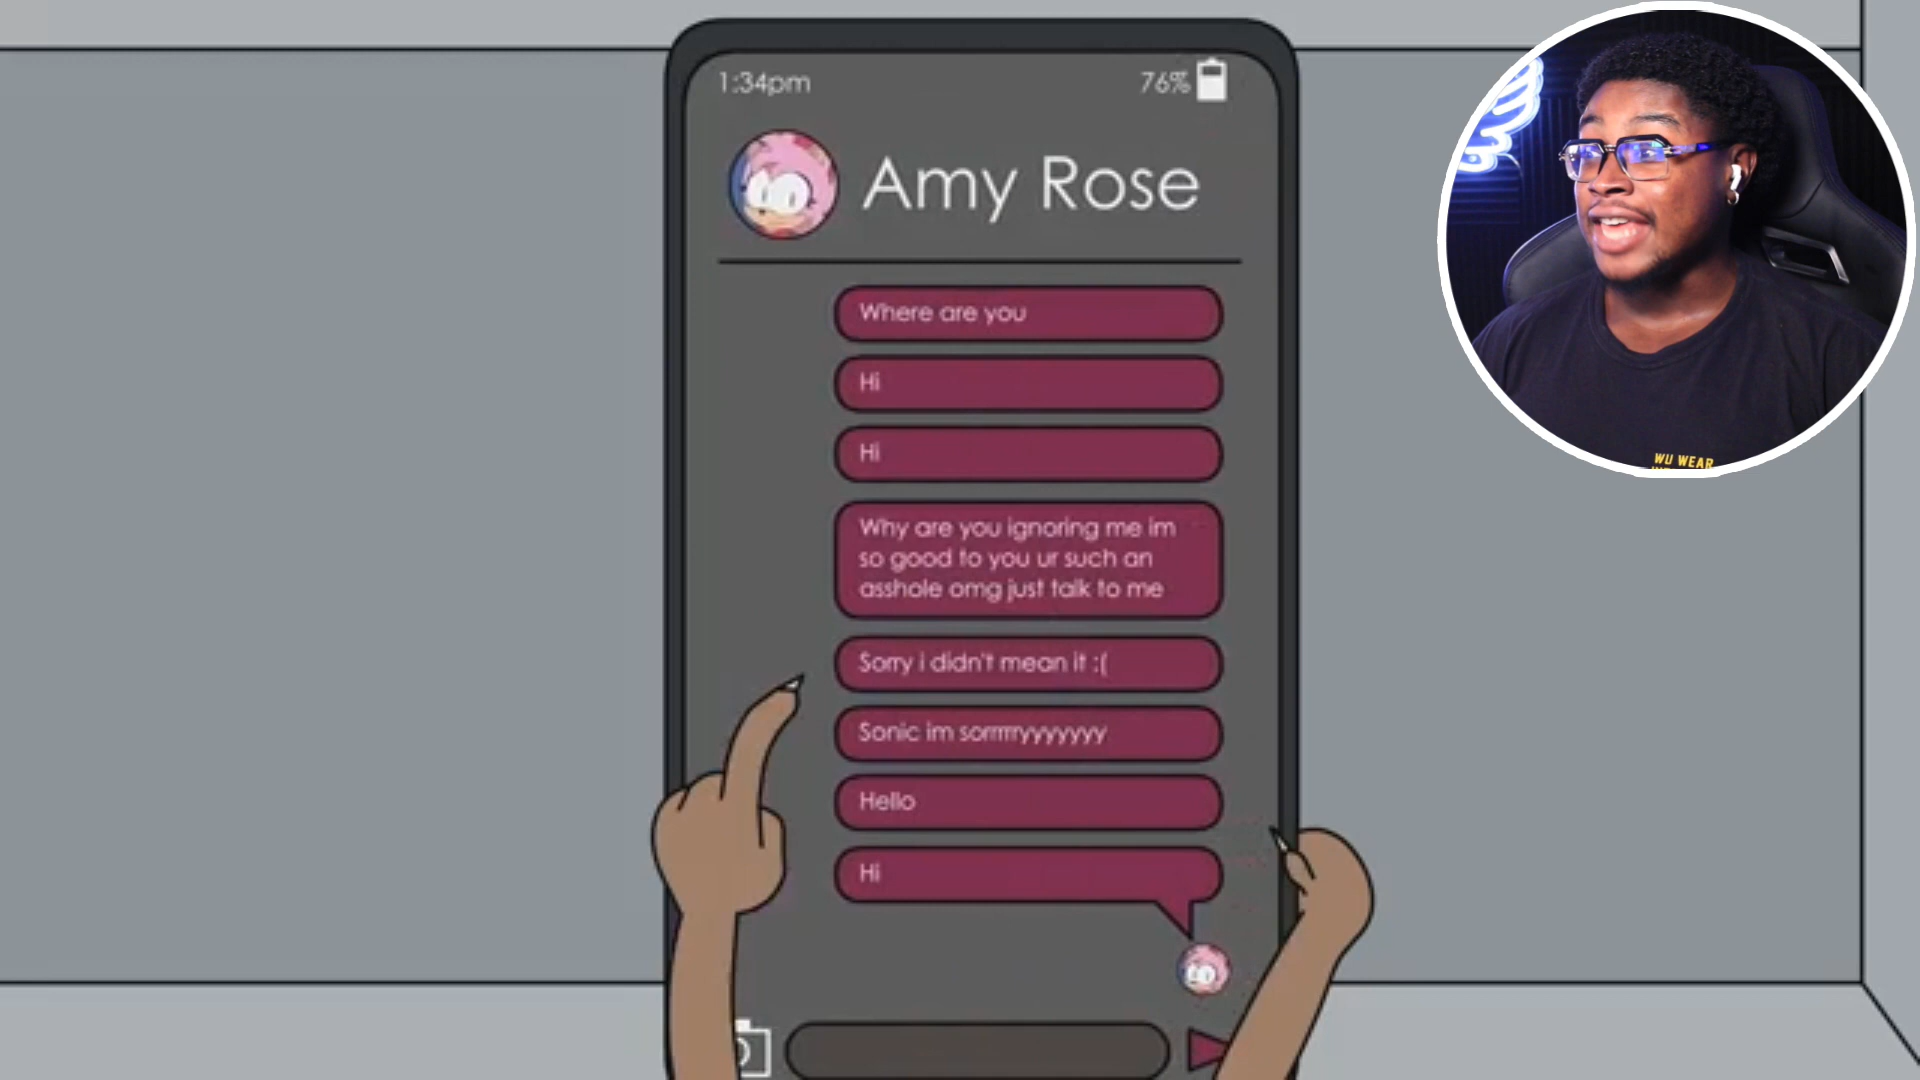 1:34pm
76%
Amy Rose
Where are you
Hi
Hi
Why are you ignoring me im
so good to you ur such an
asshole omg just talk to me
Sorry i didn't mean it :(
Sonic im sorrrrryyyyyyy
Hello
Hi
WU WEAR